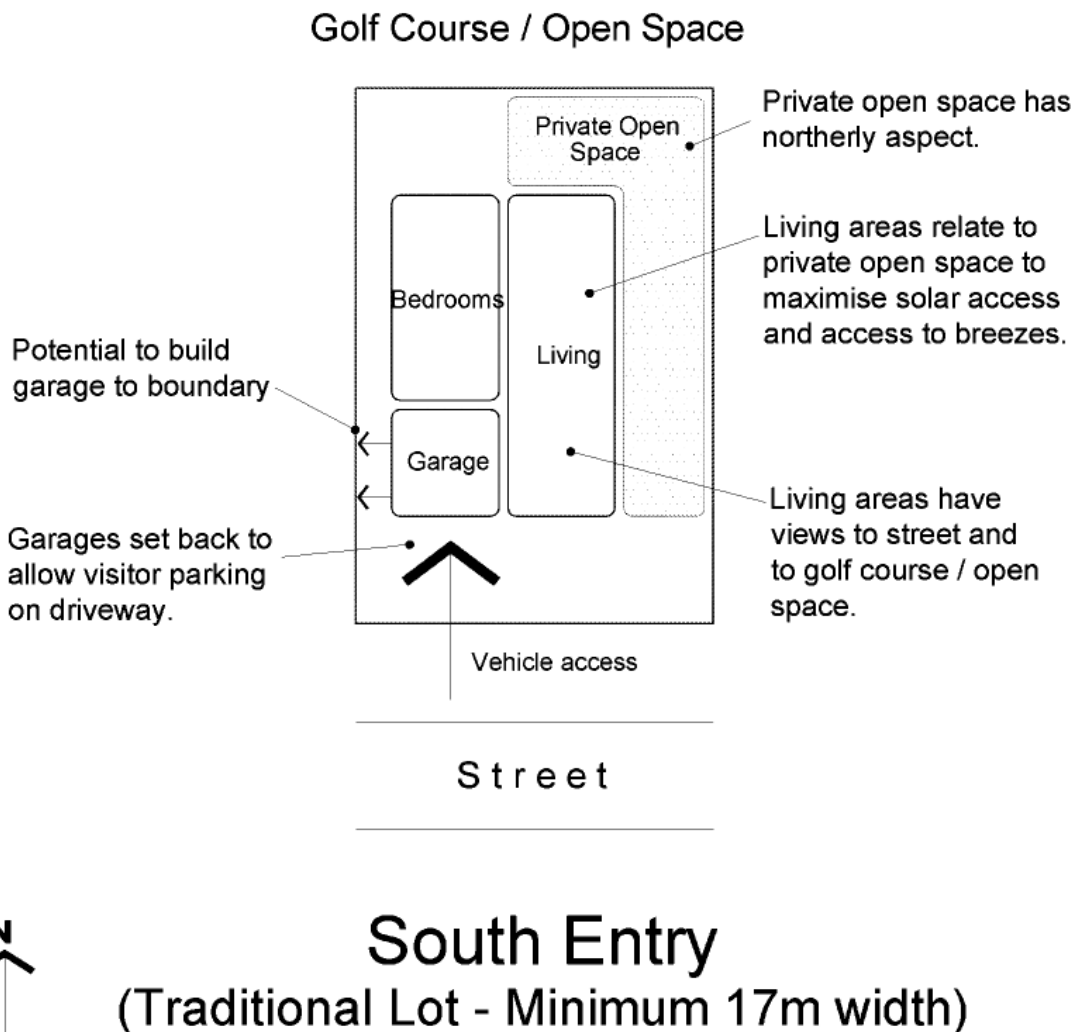 Golf Course / Open Space
Private open space has
northerly aspect.
Private Open
Space
Living areas relate to
private open space to
maximise solar access
and access to breezes.
Bedrooms
Living
Potential to build
garage to boundary
Garage
Living areas have
views to street and
to golf course / open
space.
Garages set back to
allow visitor parking
on driveway.
Vehicle access
Street
N
South Entry
(Traditional Lot - Minimum 17m width)